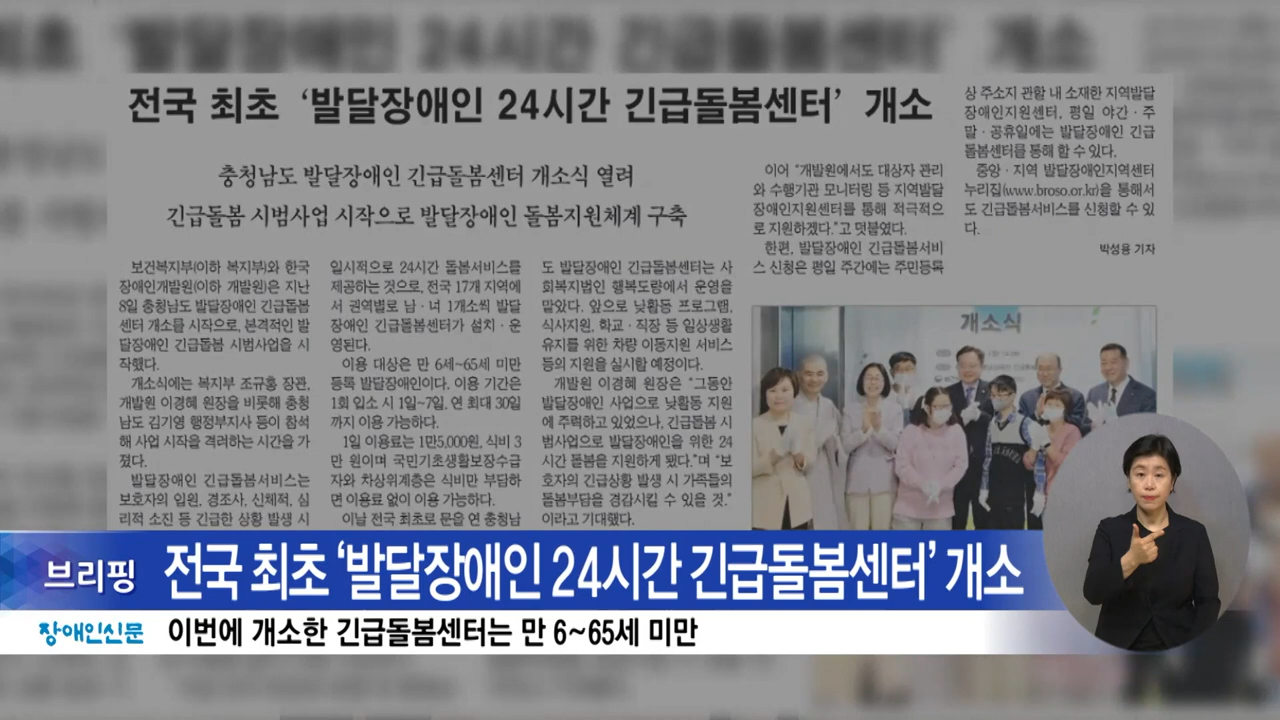 최초 '발달장애인 24시간 긴급돌봄센터' 개소
전국 최초 '발달장애인 24시간 긴급돌봄센터' 개소
충청남도 발달장애인 긴급돌봄센터 개소식 열려
긴급돌봄 시범사업 시작으로 발달장애인 돌봄지원체계 구축
보건복지부(이하 복지부)와 한국
장애인개발원(이하 개발원)은 지난
8일 충청남도 발달장애인 긴급돌봄
센터 개소를 시작으로, 본격적인 발
달장애인 긴급돌봄 시범사업을 시
작했다.
개소식에는 복지부 조규홍 장관,
개발원 이경혜 원장을 비롯해 충청
남도 김기영 행정부지사 등이 참석
해 사업 시작을 격려하는 시간을 가
졌다.
발달장애인 긴급돌봄서비스는
보호자의 입원, 경조사, 신체적, 심
리적 소진 등 긴급한 상황 발생 시
일시적으로 24시간 돌봄서비스를
제공하는 것으로, 전국 17개 지역에
서 권역별로 남·녀 1개소씩 발달
장애인 긴급돌봄센터가 설치·운
영된다.
이용 대상은 만 6세~65세 미만
등록 발달장애인이다. 이용 기간은
1회 입소 시 1일~7일, 연 최대 30일
까지 이용 가능하다.
1일 이용료는 1만5,000원, 식비 3
만 원이며 국민기초생활보장수급
자와 차상위계층은 식비만 부담하
면 이용료 없이 이용 가능하다.
이날 전국 최초로 문을 연 충청남
도 발달장애인 긴급돌봄센터는 사
회복지법인 행복도량에서 운영을
맡았다. 앞으로 낮활동 프로그램,
식사지원, 학교·직장 등 일상생활
유지를 위한 차량 이동지원 서비스
등의 지원을 실시할 예정이다.
개발원 이경혜 원장은 "그동안
발달장애인 사업으로 낮활동 지원
에 주력하고 있었으나, 긴급돌봄 시
범사업으로 발달장애인을 위한 24
시간 돌봄을 지원하게 됐다."며 "보
호자의 긴급상황 발생 시 가족들의
돌봄부담을 경감시킬 수 있을 것."
이라고 기대했다.
이어 "개발원에서도 대상자 관리
와 수행기관 모니터링 등 지역발달
장애인지원센터를 통해 적극적으
로 지원하겠다."고 덧붙였다.
한편, 발달장애인 긴급돌봄서비
스 신청은 평일 주간에는 주민등록
상 주소지 관할 내 소재한 지역발달
장애인지원센터, 평일 야간·주
말·공휴일에는 발달장애인 긴급
돌봄센터를 통해 할 수 있다.
중앙·지역 발달장애인지역센터
누리집(www.broso.or.kr)을 통해서
도 긴급돌봄서비스를 신청할 수 있
다.
박성용 기자
개소식
브리핑
전국 최초 '발달장애인 24시간 긴급돌봄센터' 개소
장애인신문
이번에 개소한 긴급돌봄센터는 만 6~65세 미만